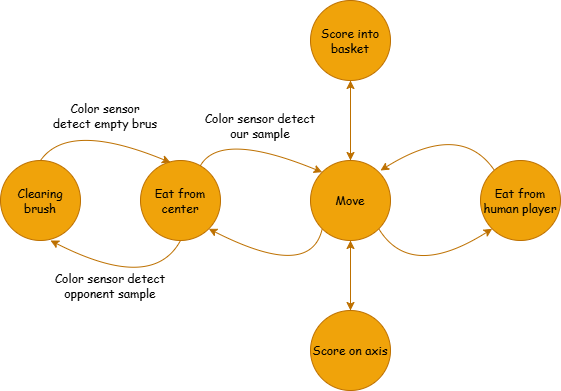 Score into
basket
Color sensor
detect empty brus
Color sensor detect
our sample
Clearing
brush
Eat from
center
Move
Eat from
human player
Color sensor detect
opponent sample
Score on axis